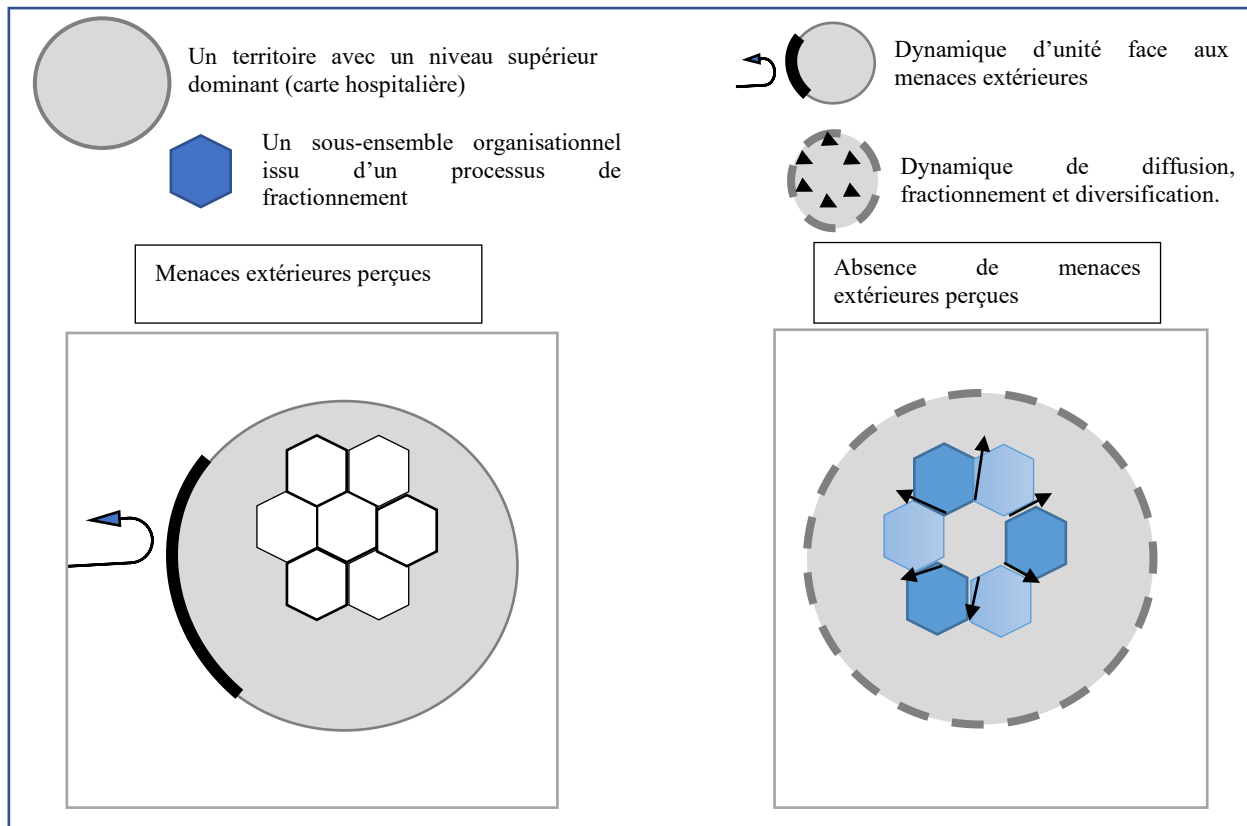 Un territoire avec un niveau supérieur
dominant (carte hospitalière)
Un sous-ensemble organisationnel
issu d’un processus de
fractionnement
Dynamique d’unité face aux
menaces extérieures
Dynamique de diffusion,
fractionnement et diversification.
Menaces extérieures perçues
Absence de menaces
extérieures perçues